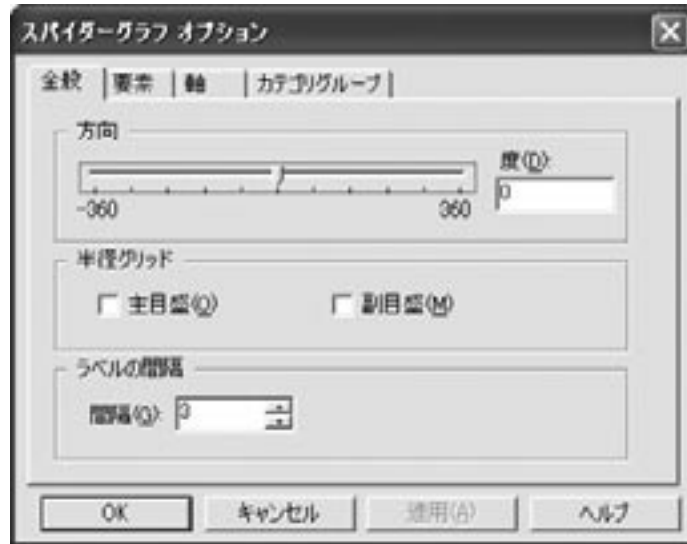 スパイダーグラフ オプション
全般 要素 軸 カテゴリグループ
方向
度(D):
0
-360 360
半径グリッド
主目盛(O) 副目盛(M)
ラベルの間隔
間隔(G): 3
OK キャンセル 適用(A) ヘルプ